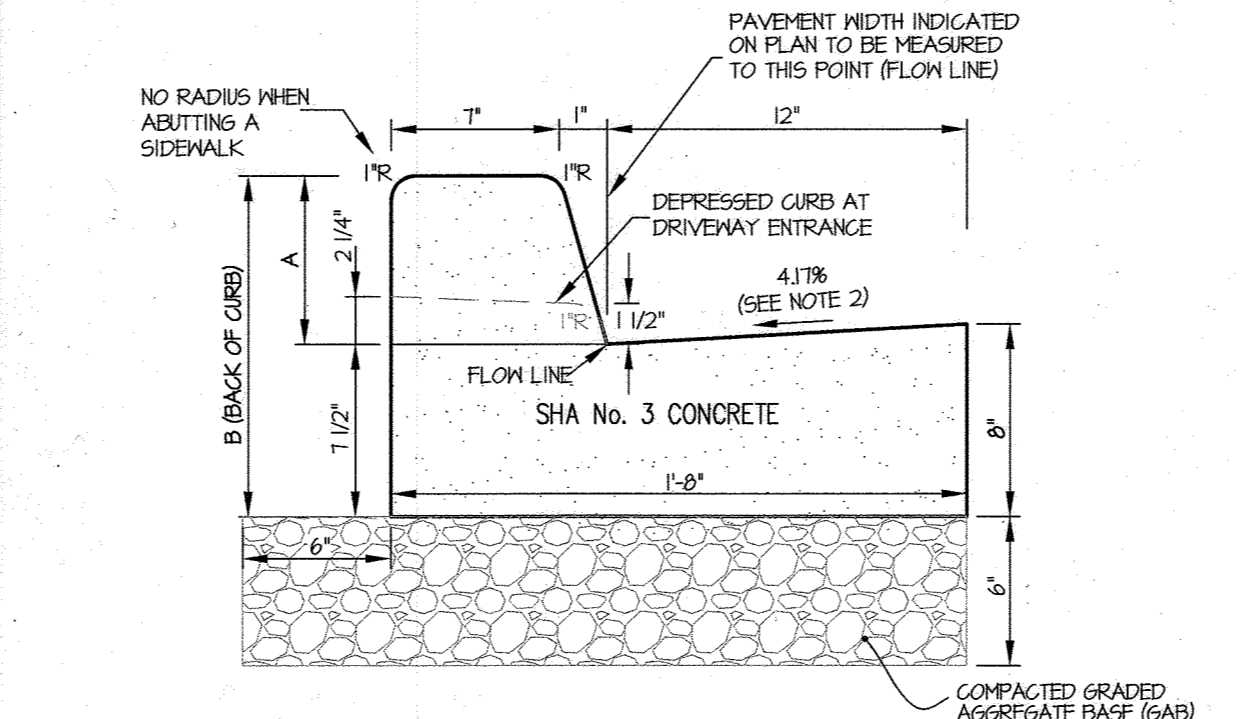 PAVEMENT WIDTH INDICATED
ON PLAN TO BE MEASURED
TO THIS POINT (FLOW LINE)
NO RADIUS WHEN
ABUTTING A
SIDEWALK
7"
1"
12"
1"R
1"R
DEPRESSED CURB AT
DRIVEWAY ENTRANCE
2 1/4"
A
B (BACK OF CURB)
4.17%
(SEE NOTE 2)
1"R
1 1/2"
FLOW LINE
SHA No. 3 CONCRETE
7 1/2"
8"
1'-8"
6"
6"
COMPACTED GRADED
AGGREGATE BASE (GAB)